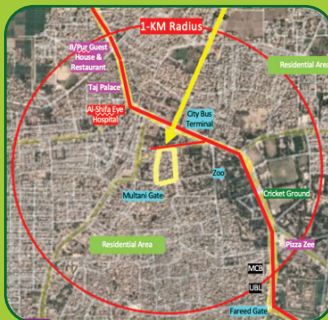 1-KM Radius
B/Pur Guest
House &
Restaurant
Residential Area
Taj Palace
Al-Shifa Eye
Hospital
City Bus
Terminal
Zoo
Multani Gate
Cricket Ground
Residential Area
Pizza Zee
MCB
UBL
Fareed Gate